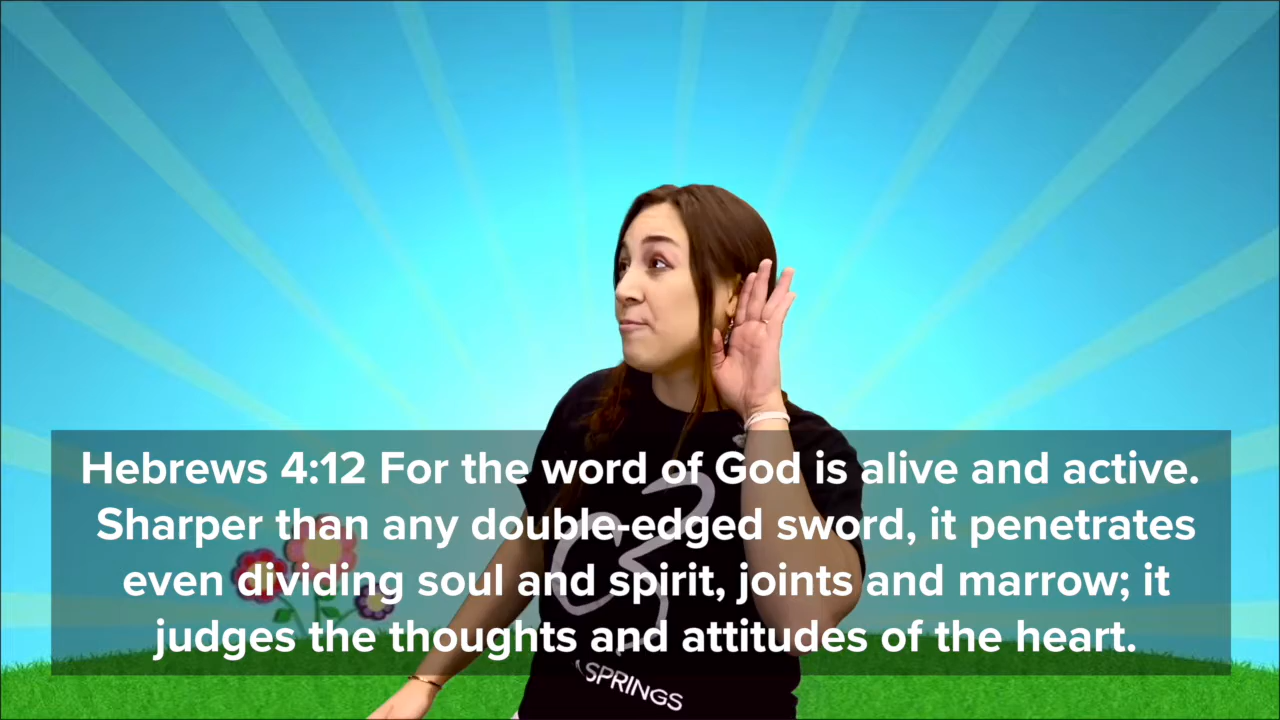 Hebrews 4:12 For the word of God is alive and active.
Sharper than any double-edged sword, it penetrates
even dividing soul and spirit, joints and marrow; it
judges the thoughts and attitudes of the heart.
C3
SPRINGS